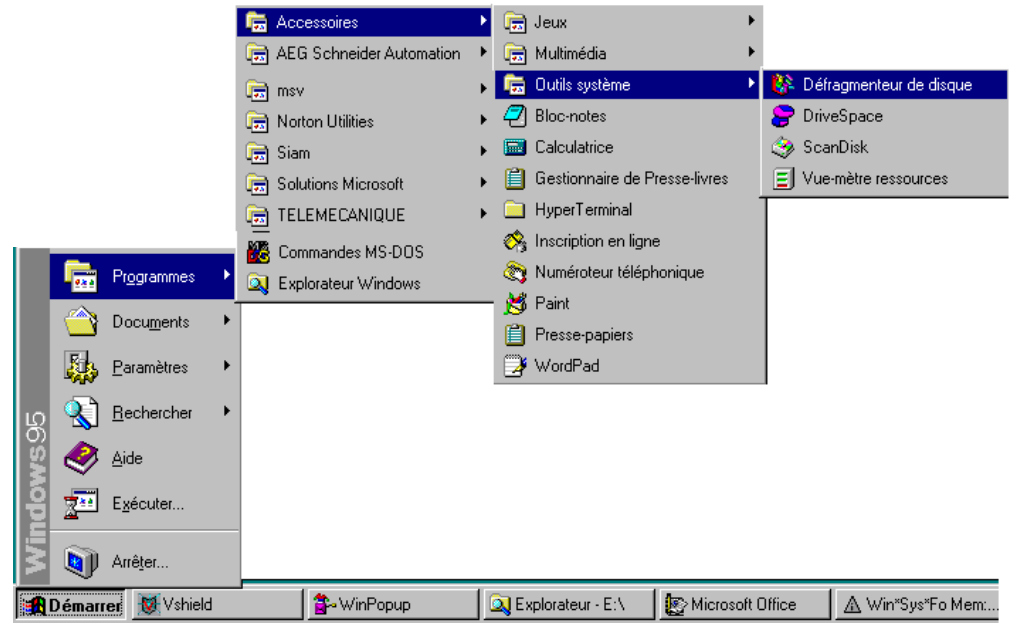 Accessoires
AEG Schneider Automation
msv
Norton Utilities
Siam
Solutions Microsoft
TELEMECANIQUE
Commandes MS-DOS
Explorateur Windows
Jeux
Multimédia
Outils système
Bloc-notes
Calculatrice
Gestionnaire de Presse-livres
HyperTerminal
Inscription en ligne
Numéroteur téléphonique
Paint
Presse-papiers
WordPad
Défragmenteur de disque
DriveSpace
ScanDisk
Vue-mètre ressources
Windows95
Programmes
Documents
Paramètres
Rechercher
Aide
Exécuter...
Arrêter...
Démarrer
Vshield
WinPopup
Explorateur - E:\
Microsoft Office
Win*Sys*Fo Mem:...